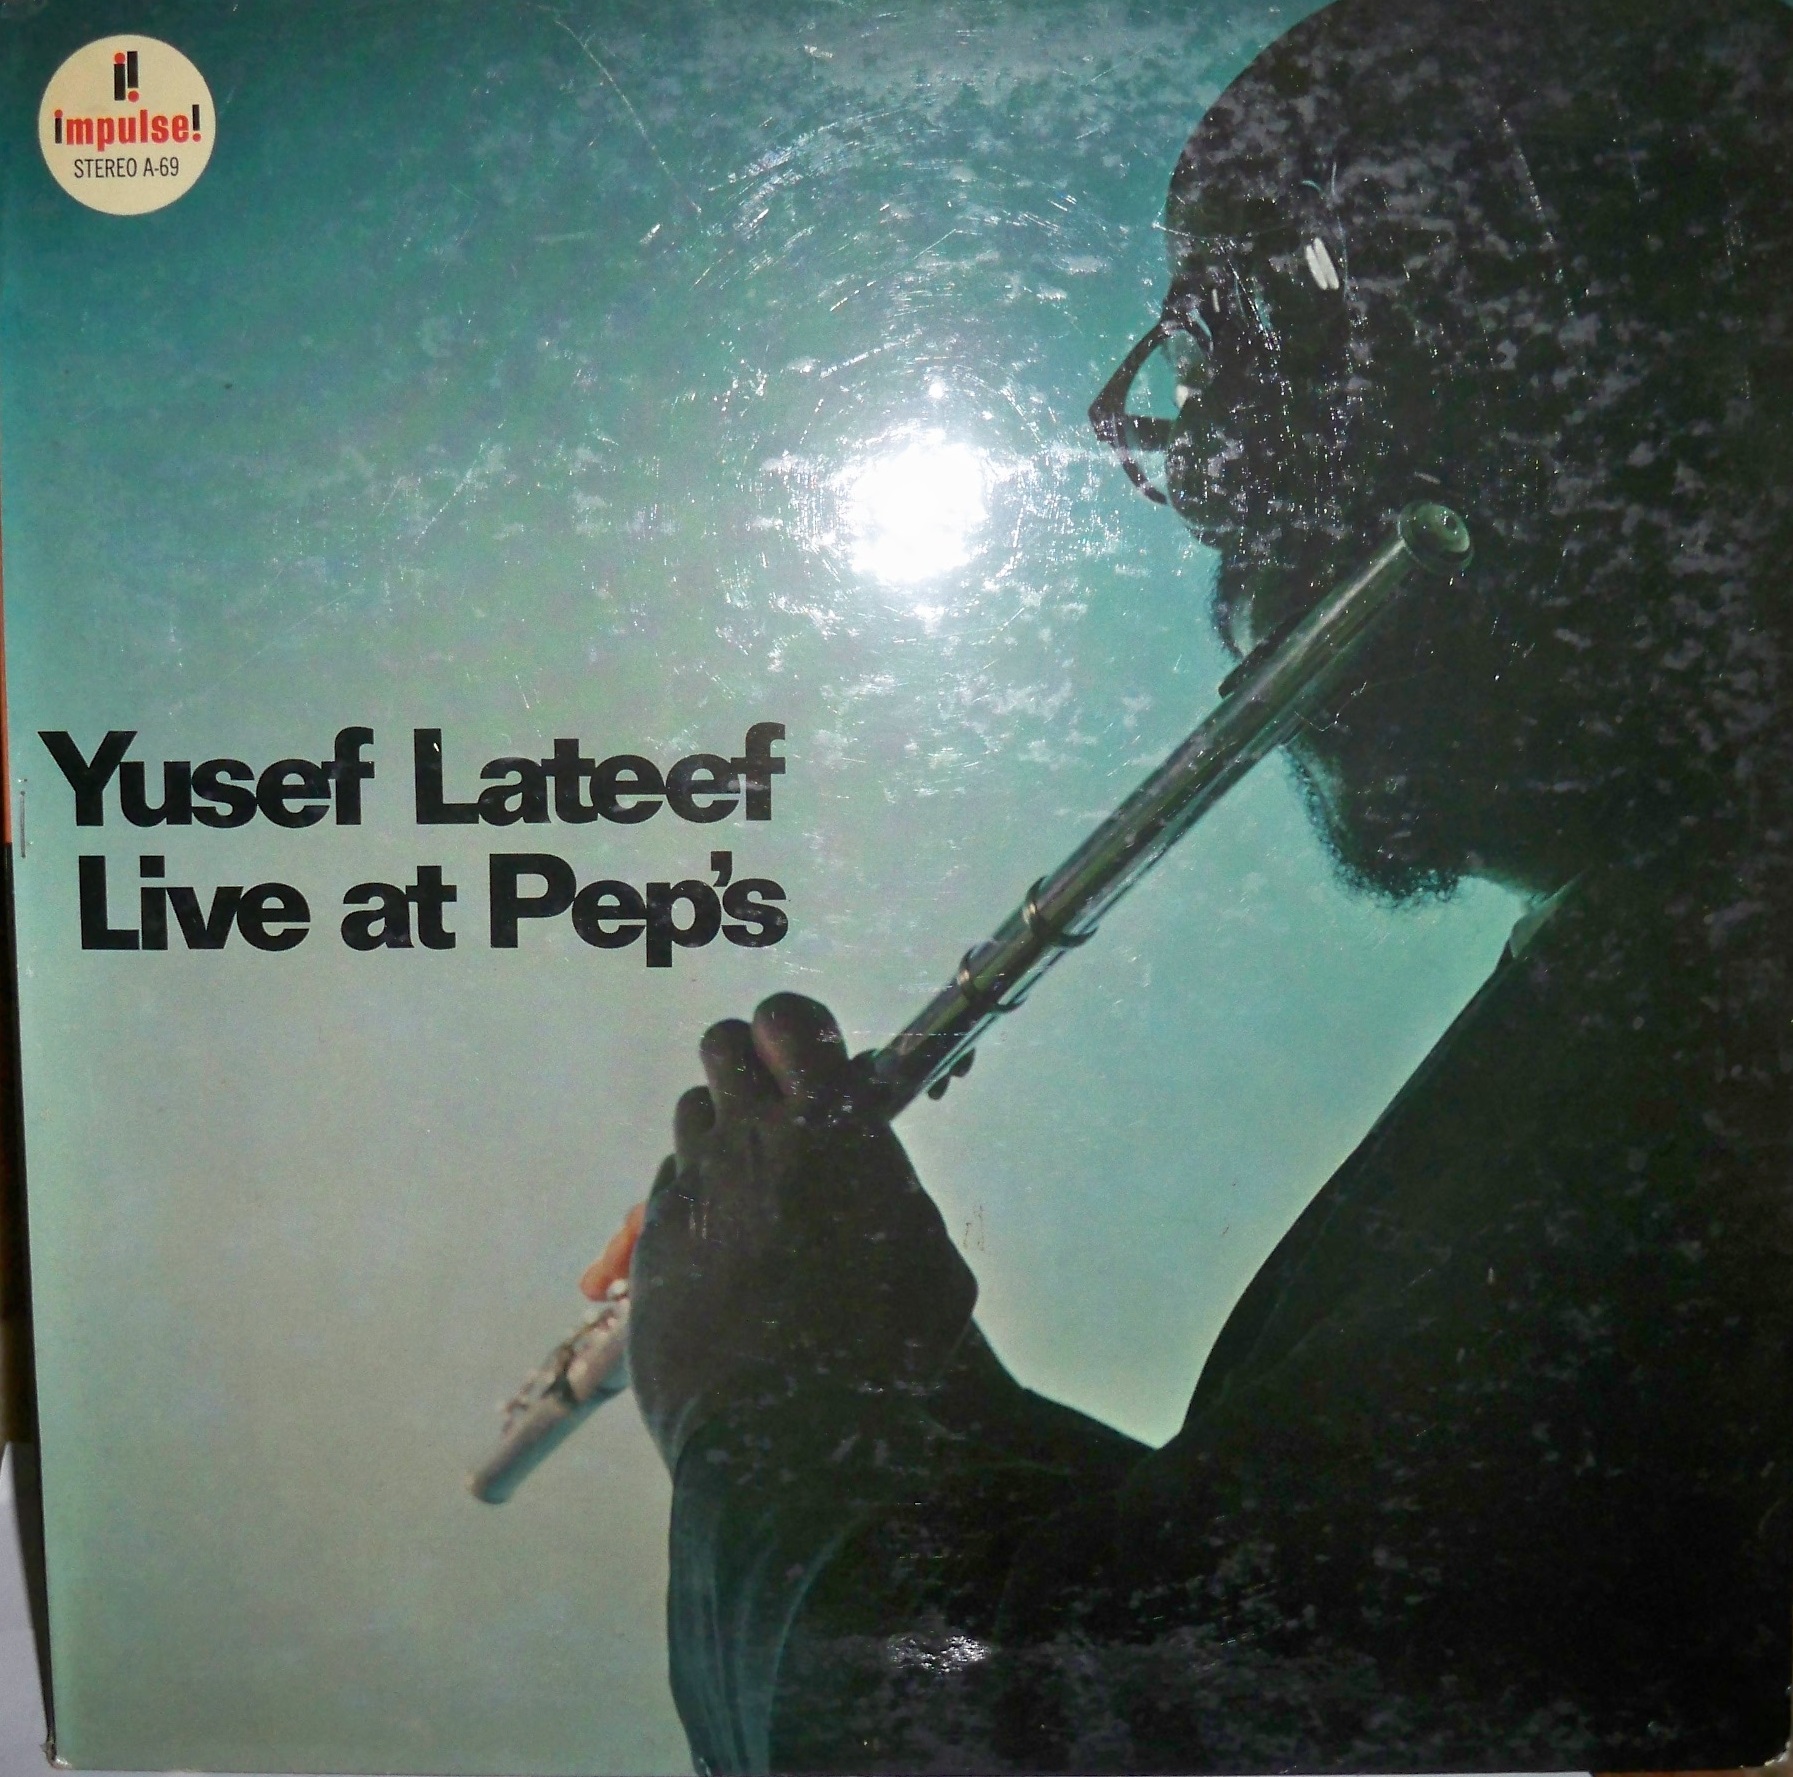 i!
impulse!
STEREO A-69
Yusef Lateef
Live at Pep's